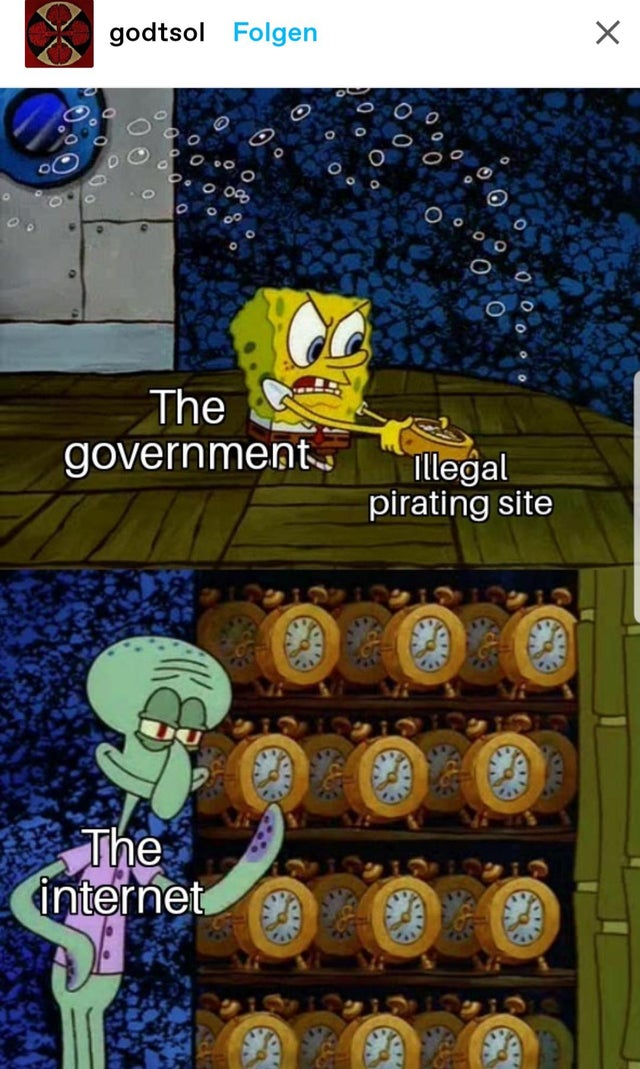 godtsol Folgen
The
government
Illegal
pirating site
The
internet